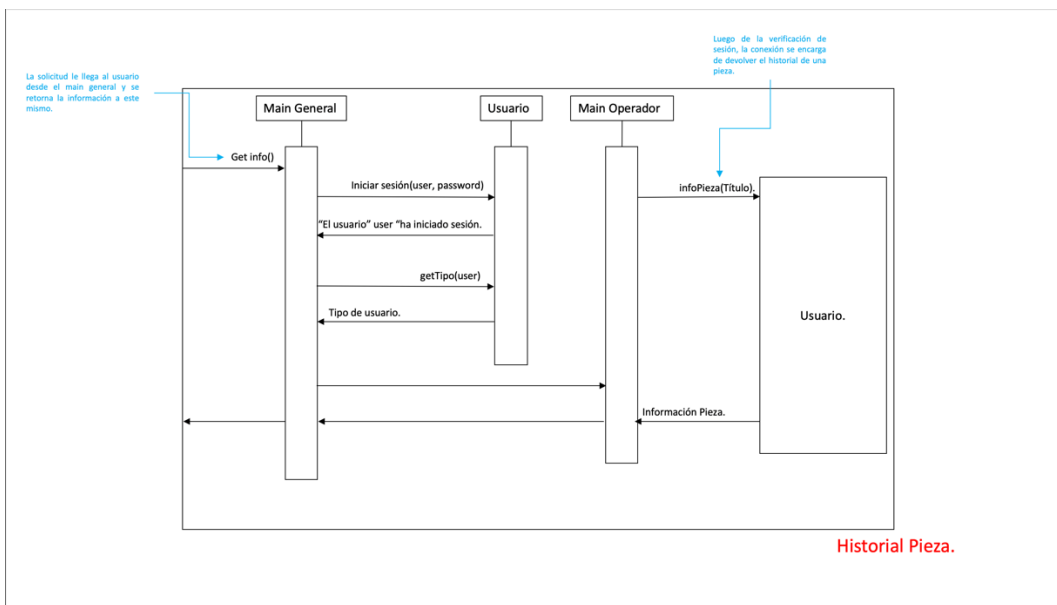 Luego de la verificación de
sesión, la conexión se encarga
de devolver el historial de una
pieza.
La solicitud le llega al usuario
desde el main general y se
retorna la información a este
mismo.
Main General
Usuario
Main Operador
Get info()
Iniciar sesión(user, password)
infoPieza(Título).
“El usuario” user “ha iniciado sesión.
getTipo(user)
Tipo de usuario.
Usuario.
Información Pieza.
Historial Pieza.